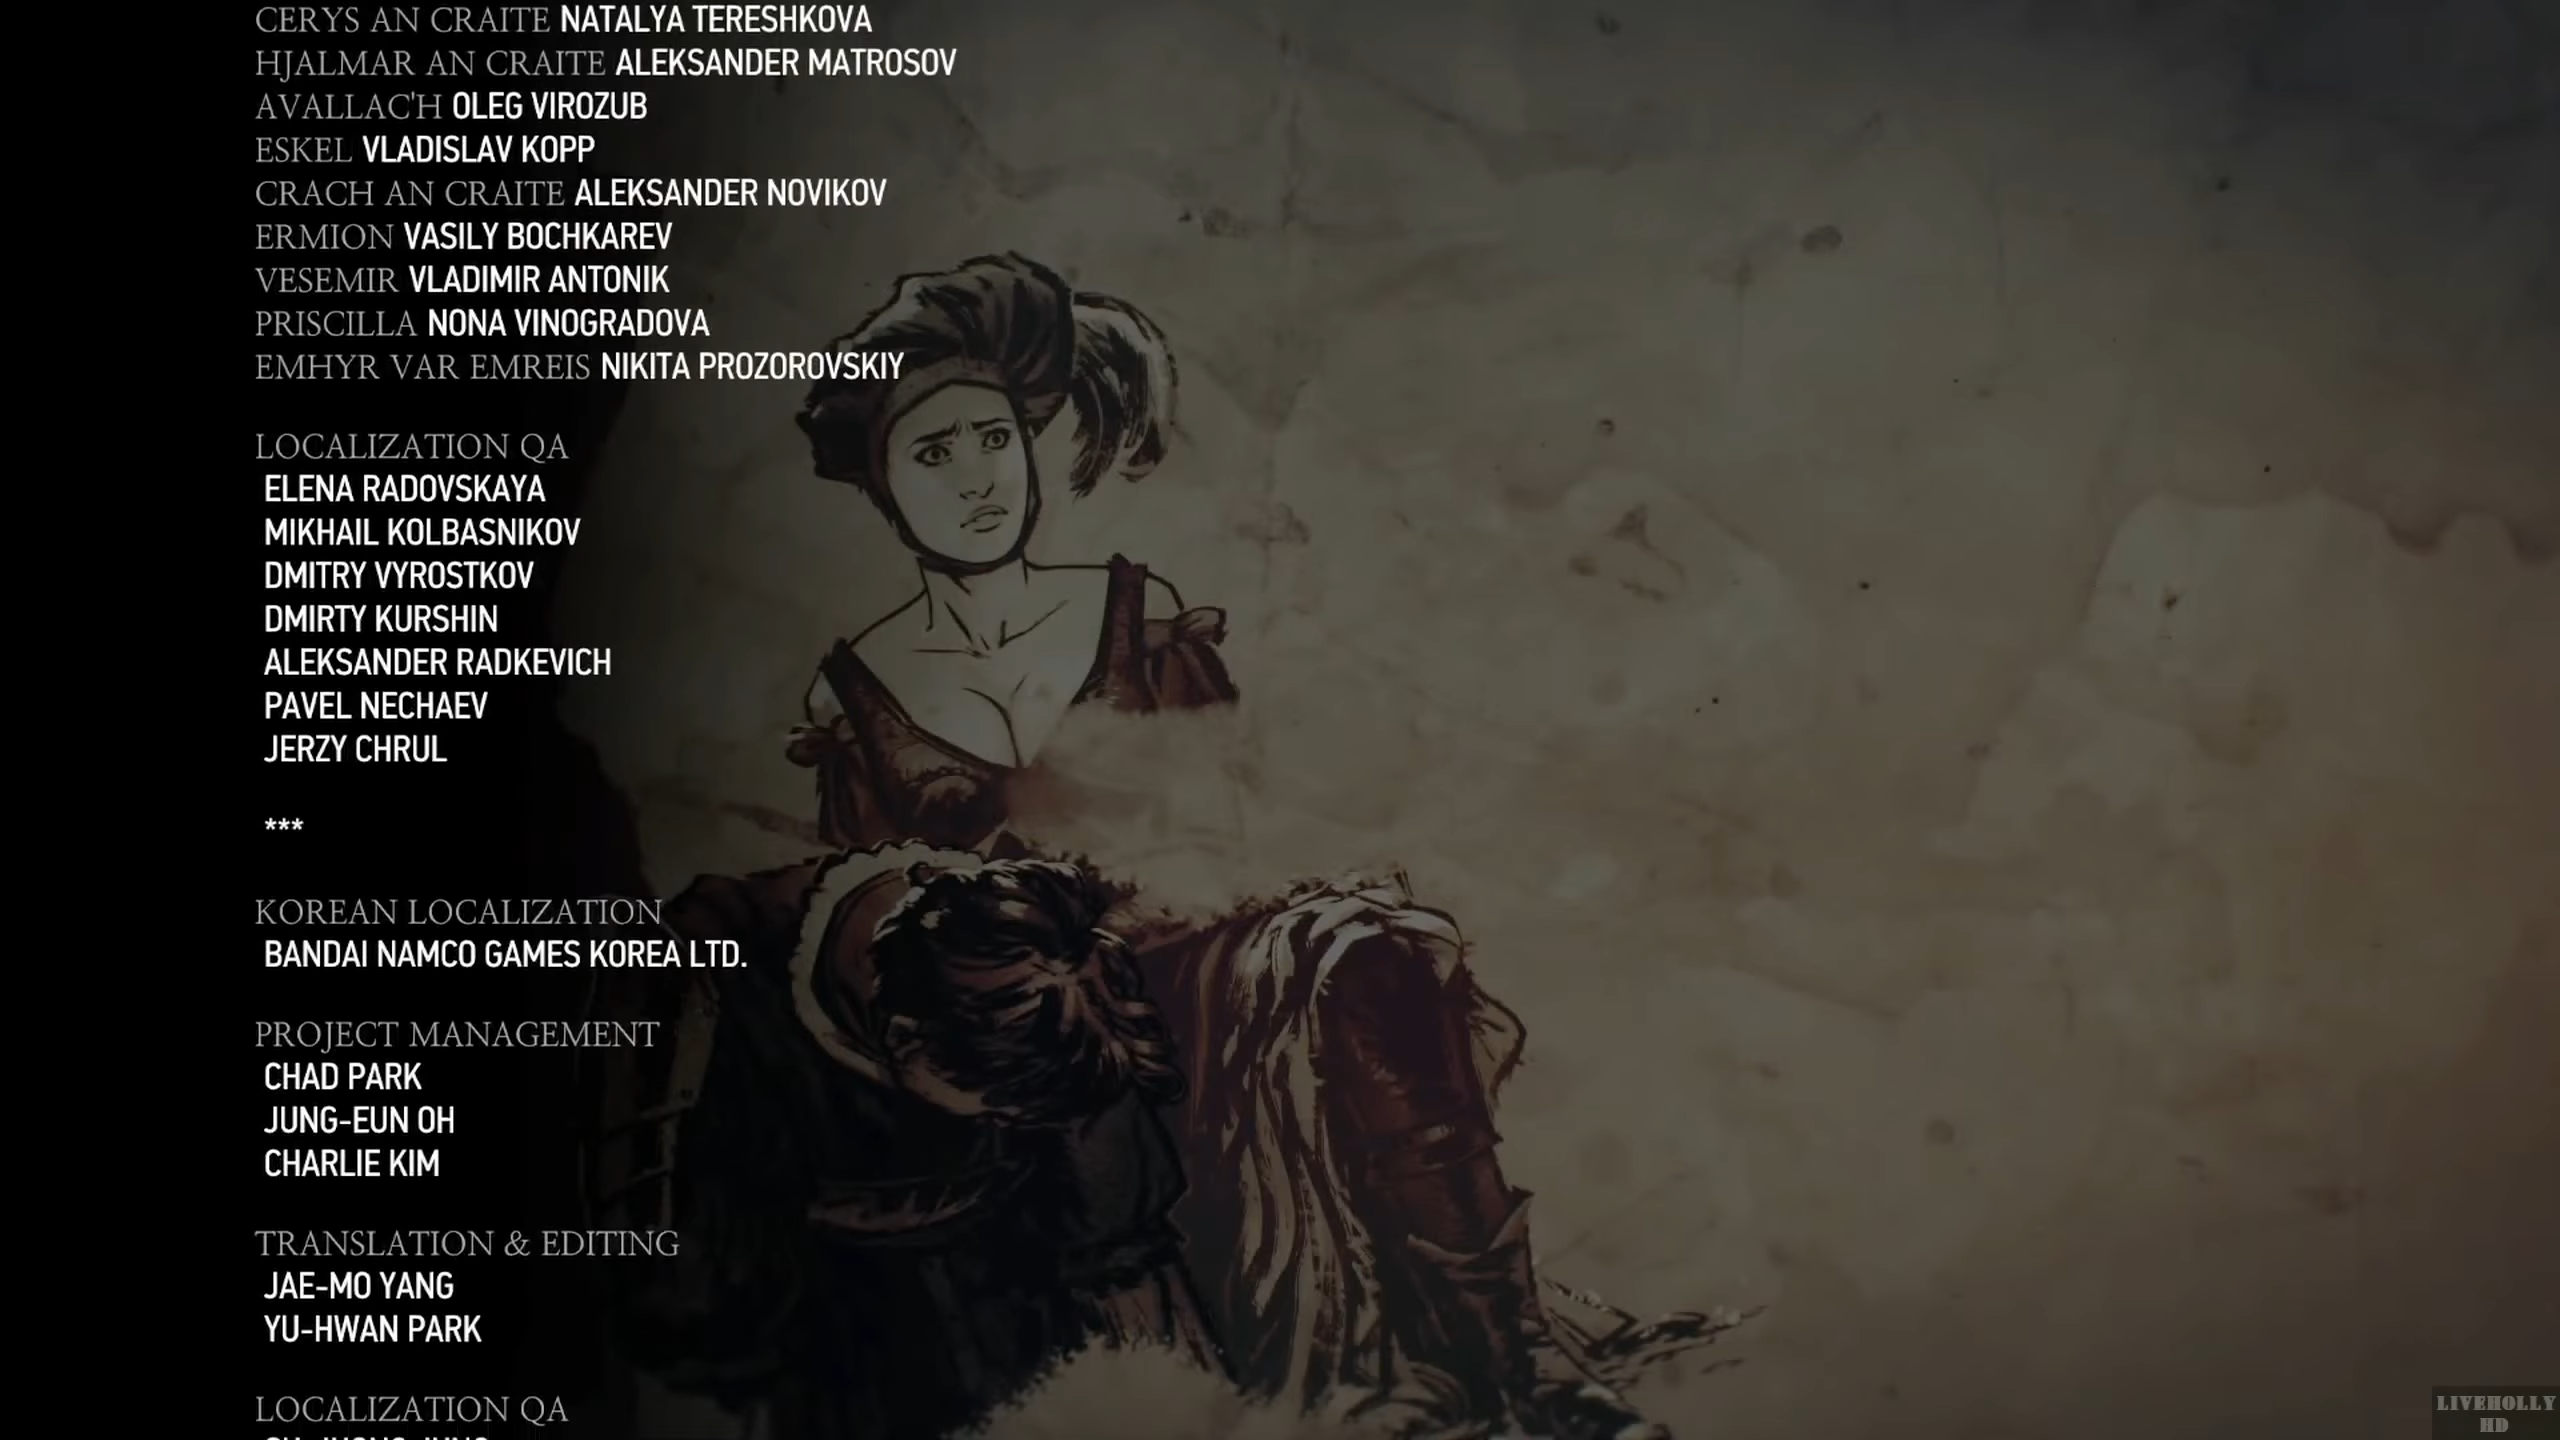 CERYS AN CRAITE NATALYA TERESHKOVA
HJALMAR AN CRAITE ALEKSANDER MATROSOV
AVALLAC'H OLEG VIROZUB
ESKEL VLADISLAV KOPP
CRACH AN CRAITE ALEKSANDER NOVIKOV
ERMION VASILY BOCHKAREV
VESEMIR VLADIMIR ANTONIK
PRISCILLA NONA VINOGRADOVA
EMHYR VAR EMREIS NIKITA PROZOROVSKIY
LOCALIZATION QA
ELENA RADOVSKAYA
MIKHAIL KOLBASNIKOV
DMITRY VYROSTKOV
DMIRTY KURSHIN
ALEKSANDER RADKEVICH
PAVEL NECHAEV
JERZY CHRUL
***
KOREAN LOCALIZATION
BANDAI NAMCO GAMES KOREA LTD.
PROJECT MANAGEMENT
CHAD PARK
JUNG-EUN OH
CHARLIE KIM
TRANSLATION & EDITING
JAE-MO YANG
YU-HWAN PARK
LOCALIZATION QA
LIVEHOLLY
HD